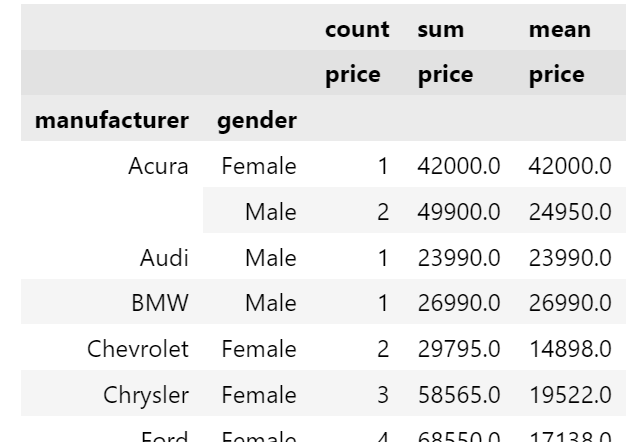 count sum mean
price price price
manufacturer gender
Acura Female 1 42000.0 42000.0
Male 2 49900.0 24950.0
Audi Male 1 23990.0 23990.0
BMW Male 1 26990.0 26990.0
Chevrolet Female 2 29795.0 14898.0
Chrysler Female 3 58565.0 19522.0
Ford Female 4 68550.0 17138.0